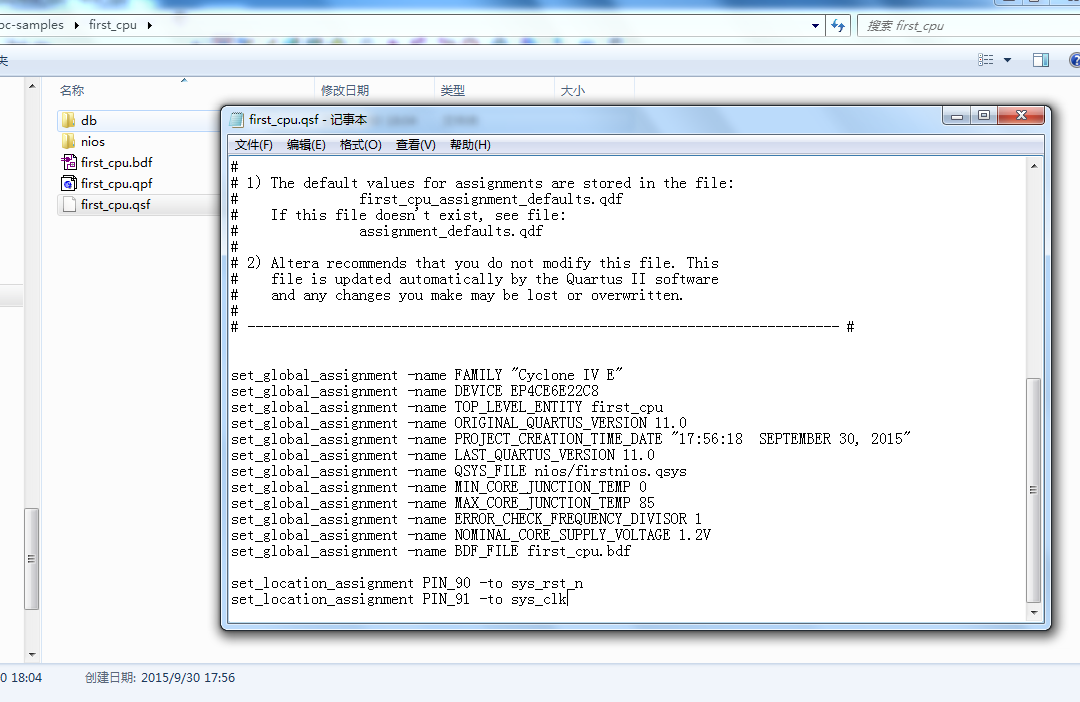 oc-samples ▸ first_cpu ▸
搜索 first_cpu
夹
名称 修改日期 类型 大小
db
nios
first_cpu.bdf
first_cpu.qpf
first_cpu.qsf
first_cpu.qsf - 记事本
文件(F) 编辑(E) 格式(O) 查看(V) 帮助(H)
#
# 1) The default values for assignments are stored in the file:
# first_cpu_assignment_defaults.qdf
# If this file doesn't exist, see file:
# assignment_defaults.qdf
#
# 2) Altera recommends that you do not modify this file. This
# file is updated automatically by the Quartus II software
# and any changes you make may be lost or overwritten.
#
# -------------------------------------------------------------------------- #
set_global_assignment -name FAMILY "Cyclone IV E"
set_global_assignment -name DEVICE EP4CE6E22C8
set_global_assignment -name TOP_LEVEL_ENTITY first_cpu
set_global_assignment -name ORIGINAL_QUARTUS_VERSION 11.0
set_global_assignment -name PROJECT_CREATION_TIME_DATE "17:56:18  SEPTEMBER 30, 2015"
set_global_assignment -name LAST_QUARTUS_VERSION 11.0
set_global_assignment -name QSYS_FILE nios/firstnios.qsys
set_global_assignment -name MIN_CORE_JUNCTION_TEMP 0
set_global_assignment -name MAX_CORE_JUNCTION_TEMP 85
set_global_assignment -name ERROR_CHECK_FREQUENCY_DIVISOR 1
set_global_assignment -name NOMINAL_CORE_SUPPLY_VOLTAGE 1.2V
set_global_assignment -name BDF_FILE first_cpu.bdf
set_location_assignment PIN_90 -to sys_rst_n
set_location_assignment PIN_91 -to sys_clk
0 18:04 创建日期: 2015/9/30 17:56